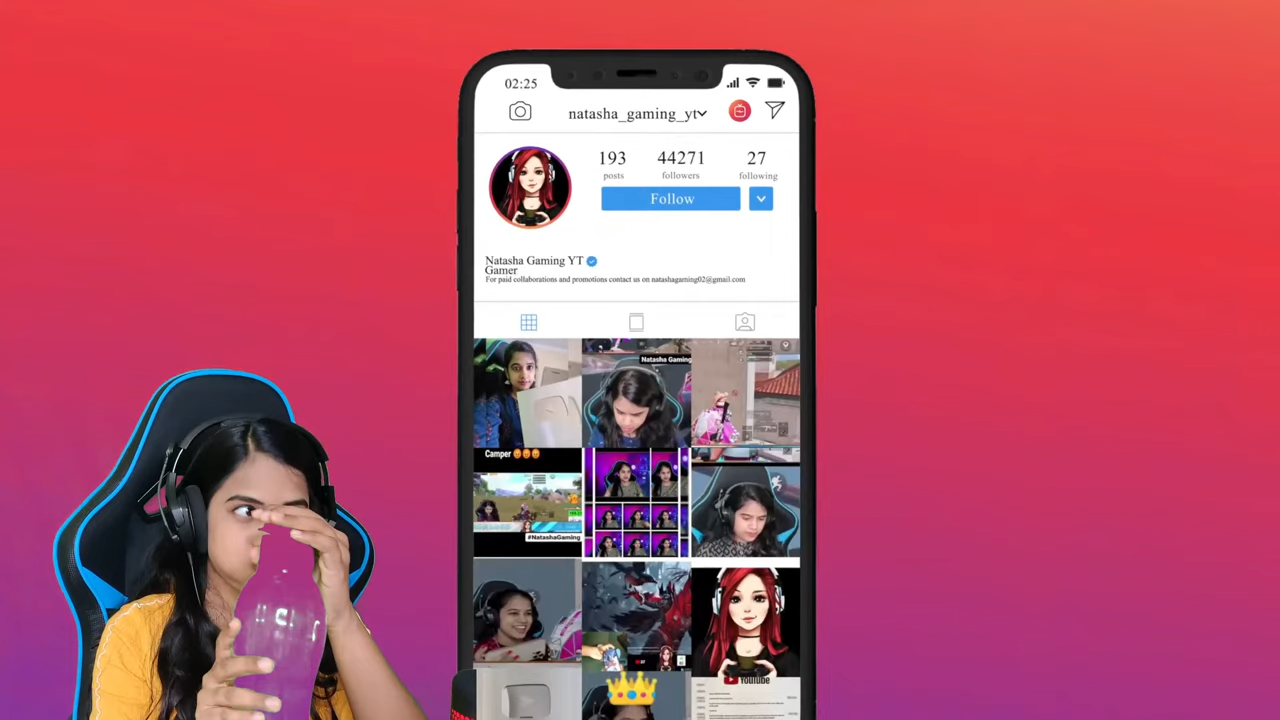 02:25
natasha_gaming_yt
193
44271
27
posts
followers
following
Follow
Natasha Gaming YT
Gamer
For paid collaborations and promotions contact us on natashagaming02@gmail.com
Natasha Gaming
Camper
#NatashaGaming
YouTube